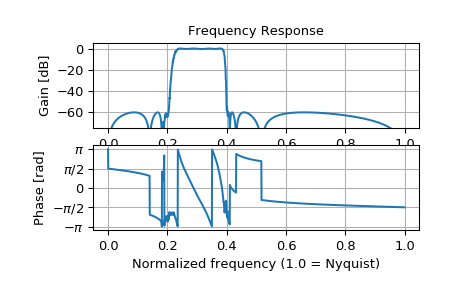 Frequency Response
Gain [dB]
0
−20
−40
−60
0.0 0.2 0.4 0.6 0.8 1.0
Phase [rad]
π
π/2
0
−π/2
−π
0.0 0.2 0.4 0.6 0.8 1.0
Normalized frequency (1.0 = Nyquist)